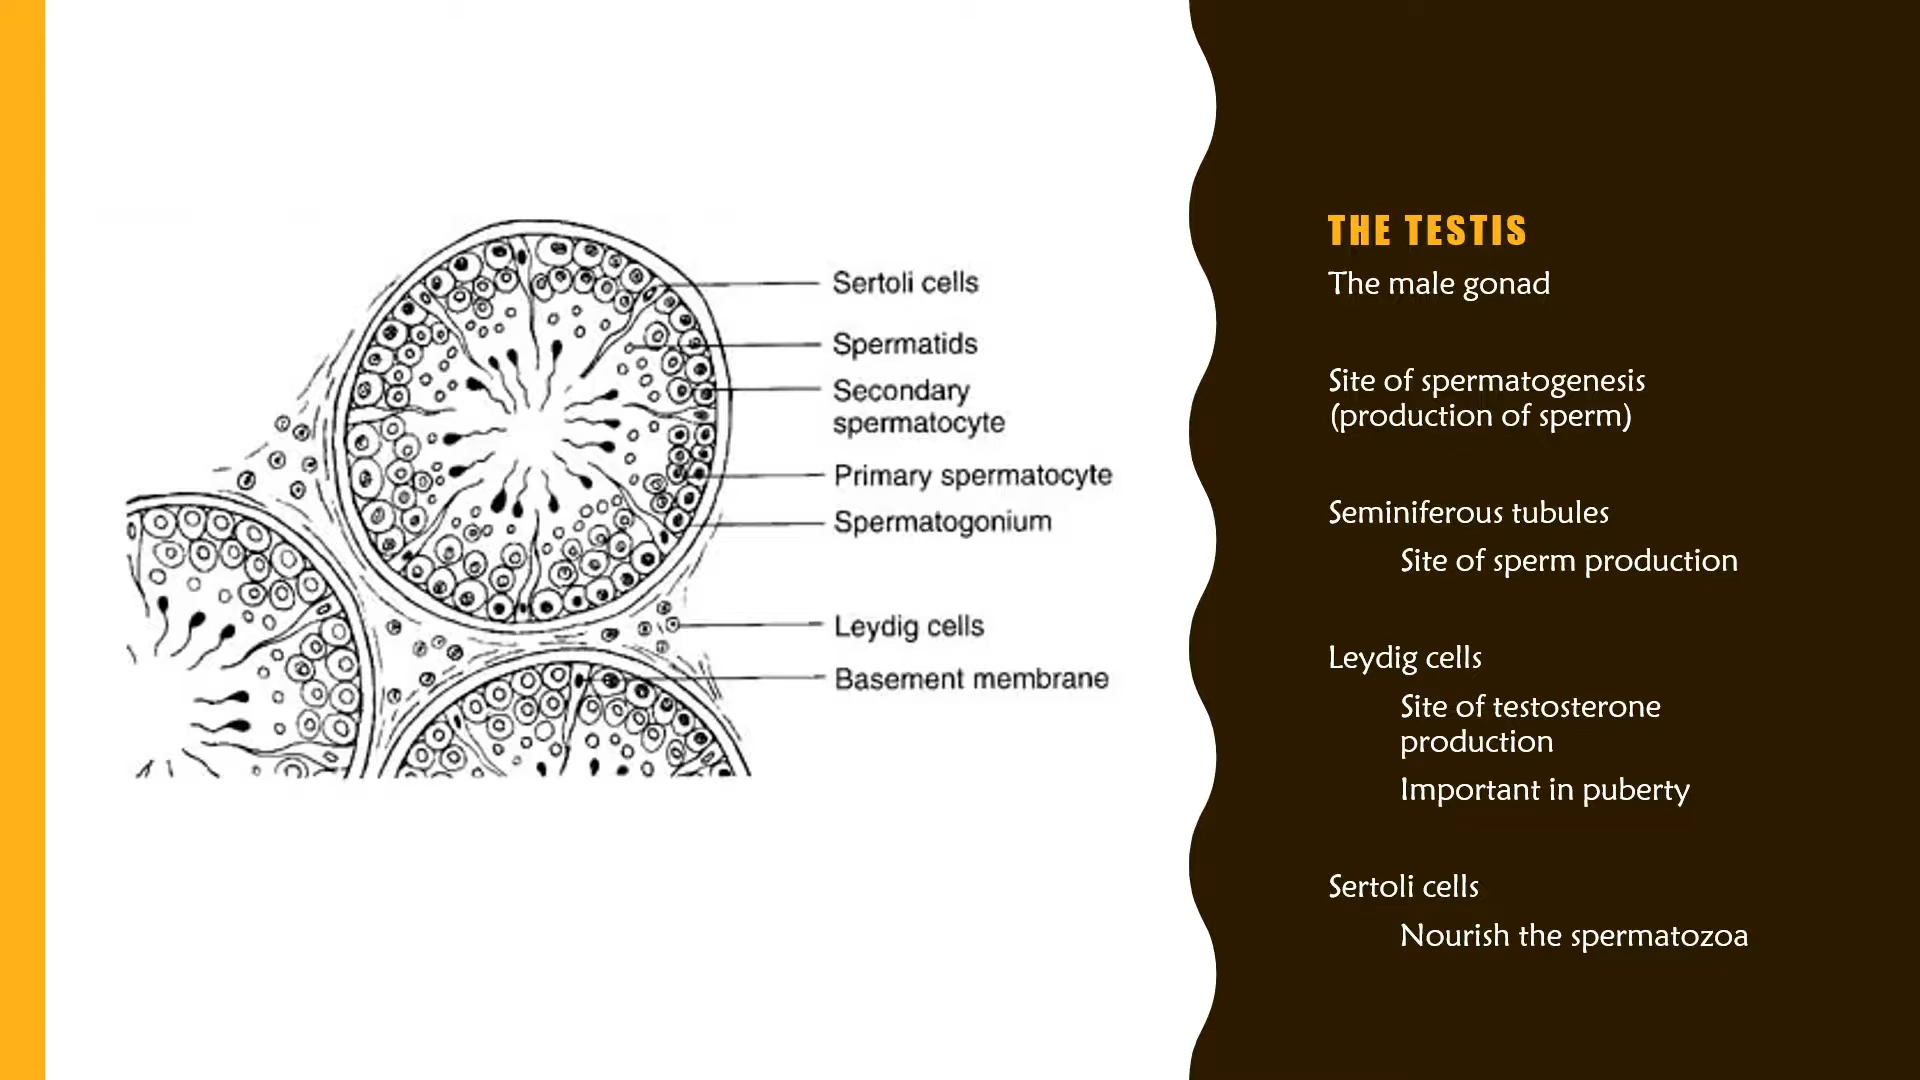 Sertoli cells
Spermatids
Secondary
spermatocyte
Primary spermatocyte
Spermatogonium
Leydig cells
Basement membrane
THE TESTIS
The male gonad
Site of spermatogenesis
(production of sperm)
Seminiferous tubules
Site of sperm production
Leydig cells
Site of testosterone
production
Important in puberty
Sertoli cells
Nourish the spermatozoa